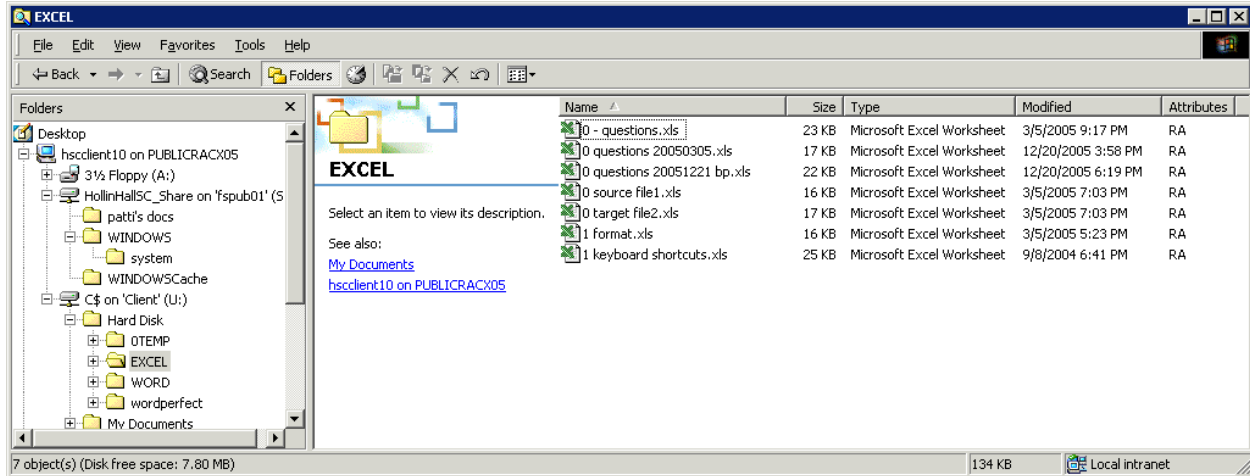 EXCEL
File Edit View Favorites Tools Help
Back Search Folders
Folders
Desktop
hscclient10 on PUBLICRACX05
3½ Floppy (A:)
HollinHallSC_Share on 'fspub01' (S
patti's docs
WINDOWS
system
WINDOWSCache
C$ on 'Client' (U:)
Hard Disk
0TEMP
EXCEL
WORD
wordperfect
My Documents
EXCEL
Select an item to view its description.
See also:
My Documents
hscclient10 on PUBLICRACX05
Name Size Type Modified Attributes
0 - questions.xls 23 KB Microsoft Excel Worksheet 3/5/2005 9:17 PM RA
0 questions 20050305.xls 17 KB Microsoft Excel Worksheet 12/20/2005 3:58 PM RA
0 questions 20051221 bp.xls 22 KB Microsoft Excel Worksheet 12/20/2005 6:19 PM RA
0 source file1.xls 16 KB Microsoft Excel Worksheet 3/5/2005 7:03 PM RA
0 target file2.xls 17 KB Microsoft Excel Worksheet 3/5/2005 7:03 PM RA
1 format.xls 16 KB Microsoft Excel Worksheet 3/5/2005 5:23 PM RA
1 keyboard shortcuts.xls 25 KB Microsoft Excel Worksheet 9/8/2004 6:41 PM RA
7 object(s) (Disk free space: 7.80 MB) 134 KB Local intranet